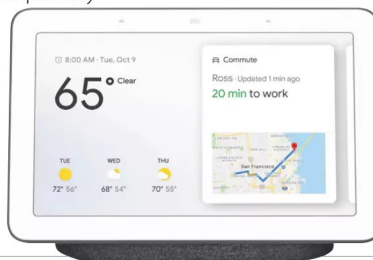 8:00 AM · Tue, Oct 9
65° Clear
TUE
WED
THU
72° 56°
68° 54°
70° 55°
Commute
Ross · Updated 1 min ago
20 min to work
San Francisco